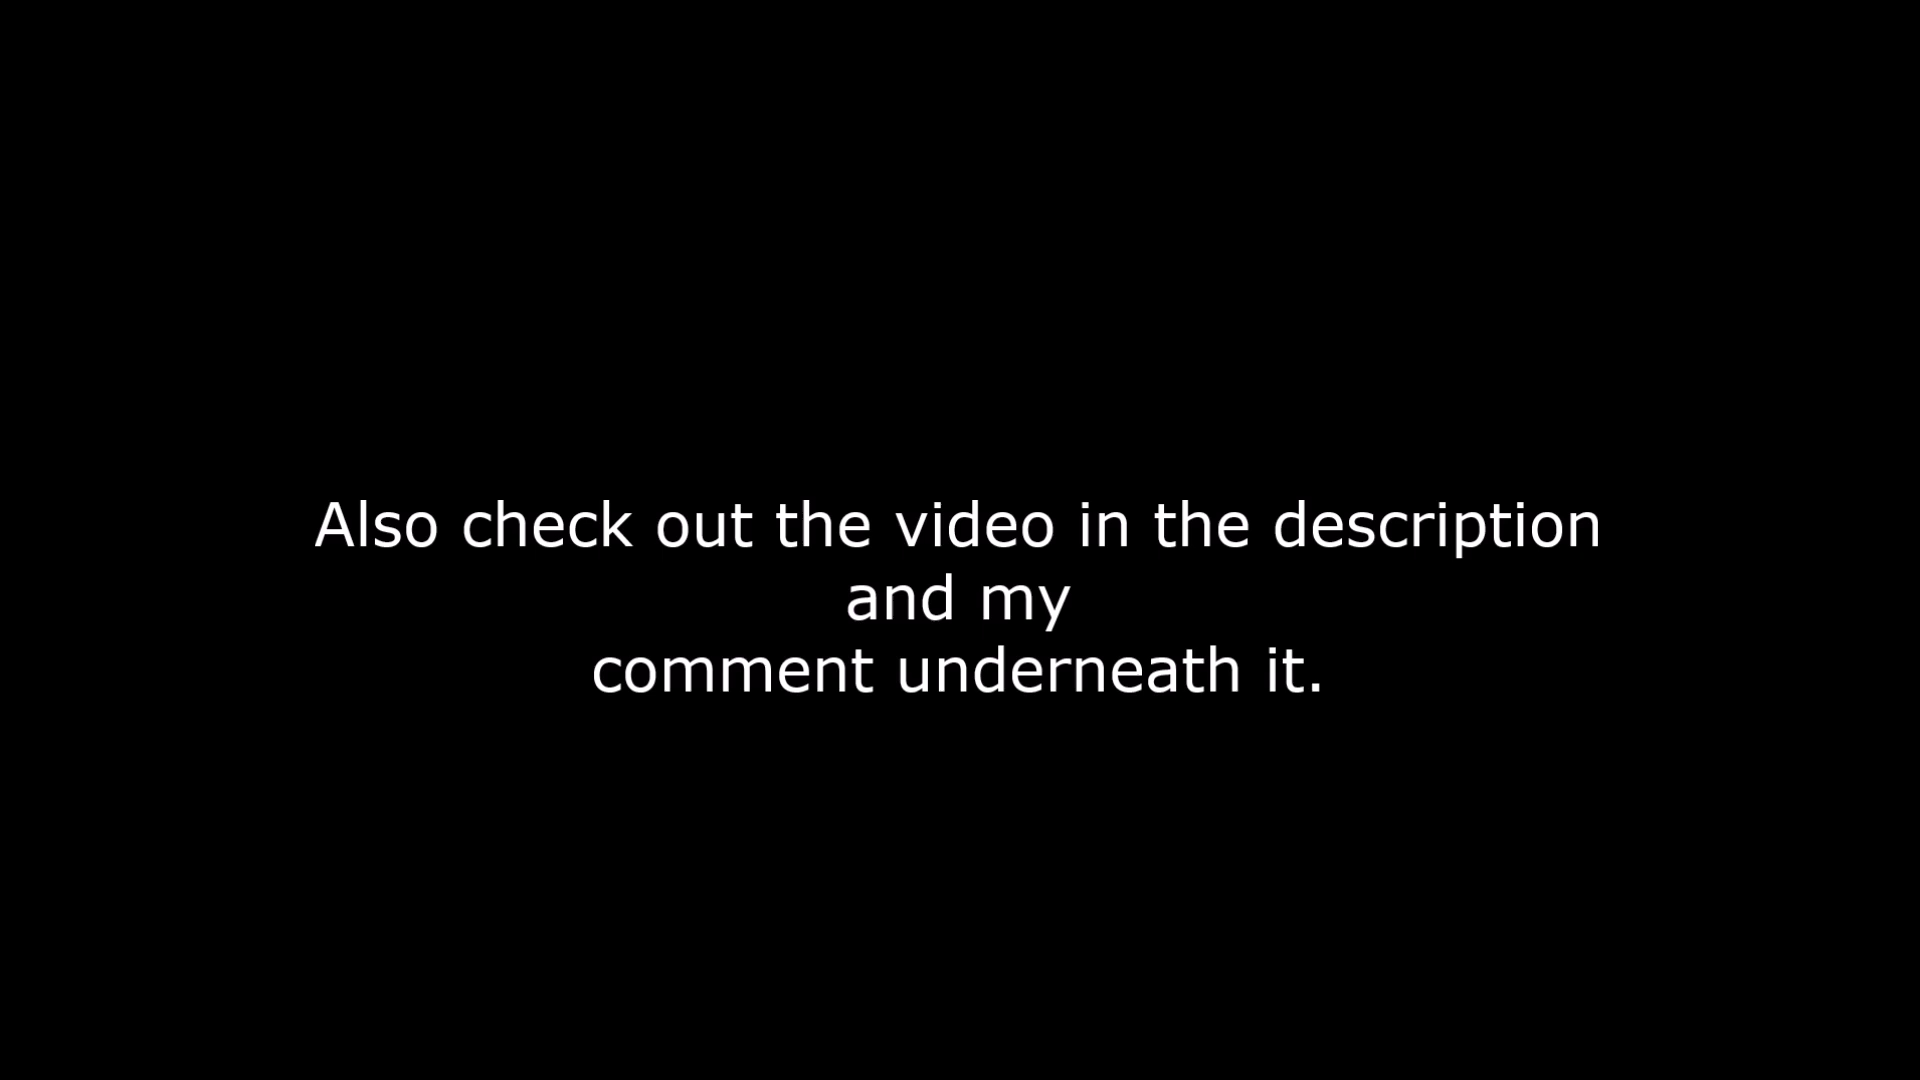 Also check out the video in the description
and my
comment underneath it.